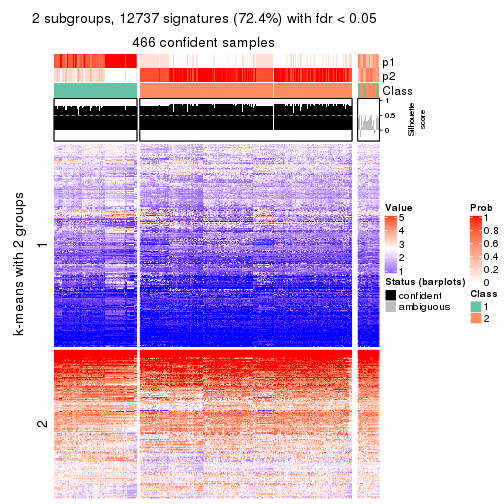 2 subgroups, 12737 signatures (72.4%) with fdr < 0.05
466 confident samples
p1
p2
Class
1
0.5
0
Silhouette
score
k-means with 2 groups
1
2
Value
5
4
3
2
1
Prob
1
0.8
0.6
0.4
0.2
0
Status (barplots)
confident
ambiguous
Class
1
2